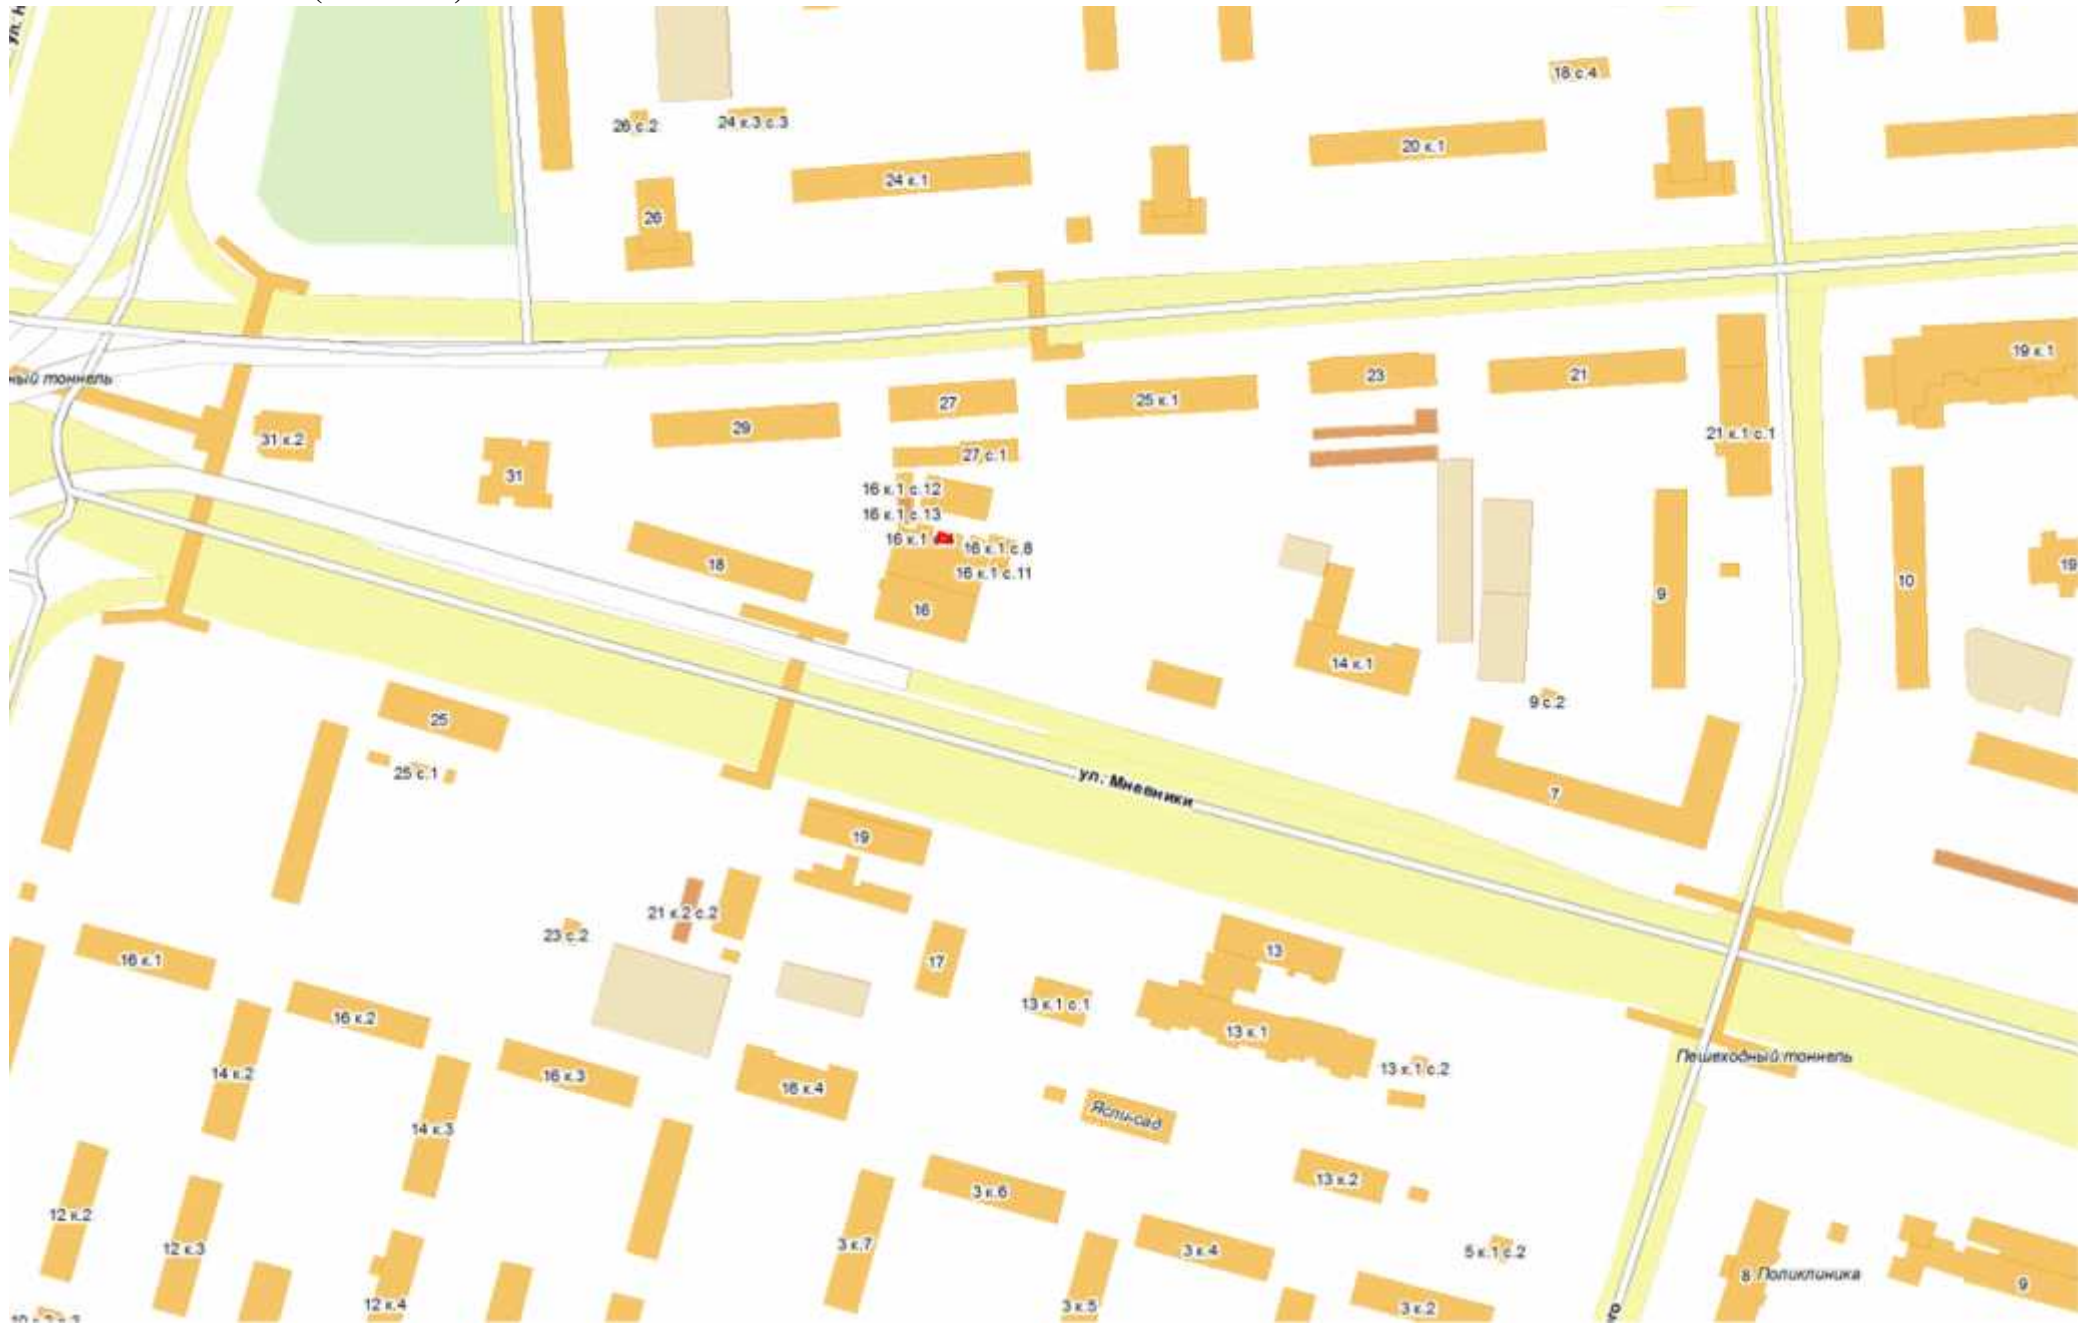 18 с.4
26 с.2
24 к.3 с.3
20 к.1
24 к.1
26
19 к.1
23
21
ный тоннель
27
25 к.1
29
21 к.1 с.1
31 к.2
27 с.1
31
16 к.1 с.12
16 к.1 с.13
16 к.1
16 к.1 с.8
18
19
16 к.1 с.11
10
9
16
14 к.1
9 с.2
25
25 с.1
ул. Мневники
7
19
21 к.2 с.2
23 с.2
13
16 к.1
17
13 к.1 с.1
16 к.2
13 к.1
Пешеходный тоннель
14 к.2
16 к.3
13 к.1 с.2
16 к.4
Ясли-сад
14 к.3
13 к.2
3 к.6
12 к.2
12 к.3
3 к.7
3 к.4
5 к.1 с.2
8 Поликлиника
9
12 к.4
3 к.5
3 к.2